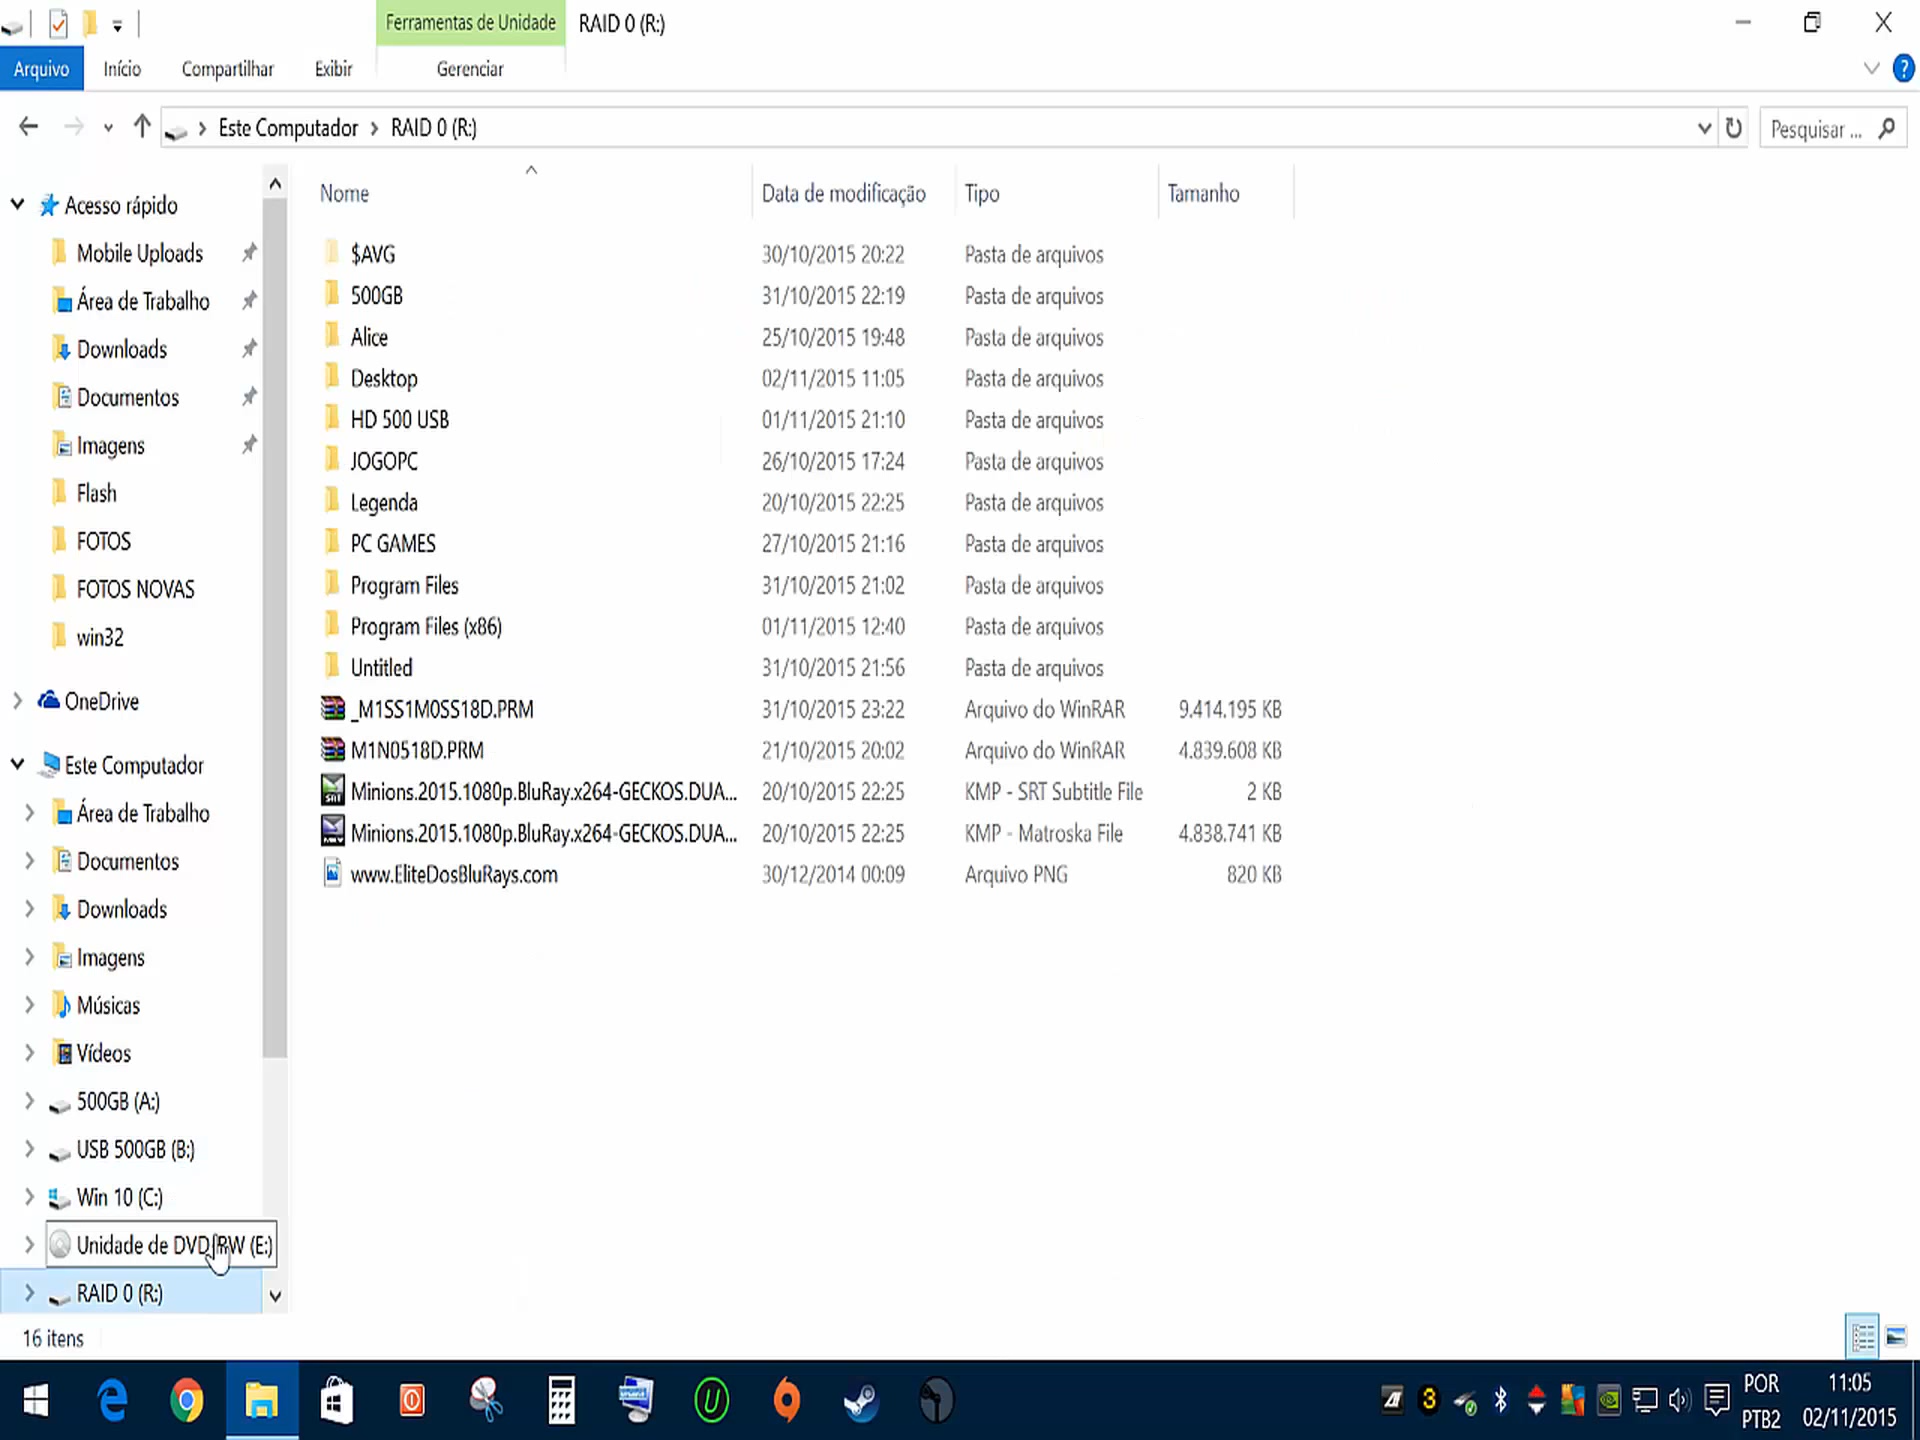 Ferramentas de Unidade RAID 0 (R:)
Arquivo Início Compartilhar Exibir Gerenciar
Este Computador RAID 0 (R:) Pesquisar ...
Nome Data de modificação Tipo Tamanho
Acesso rápido
Mobile Uploads
Área de Trabalho
Downloads
Documentos
Imagens
Flash
FOTOS
FOTOS NOVAS
win32
OneDrive
Este Computador
Área de Trabalho
Documentos
Downloads
Imagens
Músicas
Vídeos
500GB (A:)
USB 500GB (B:)
Win 10 (C:)
Unidade de DVD RW (E:)
RAID 0 (R:)
$AVG 30/10/2015 20:22 Pasta de arquivos
500GB 31/10/2015 22:19 Pasta de arquivos
Alice 25/10/2015 19:48 Pasta de arquivos
Desktop 02/11/2015 11:05 Pasta de arquivos
HD 500 USB 01/11/2015 21:10 Pasta de arquivos
JOGOPC 26/10/2015 17:24 Pasta de arquivos
Legenda 20/10/2015 22:25 Pasta de arquivos
PC GAMES 27/10/2015 21:16 Pasta de arquivos
Program Files 31/10/2015 21:02 Pasta de arquivos
Program Files (x86) 01/11/2015 12:40 Pasta de arquivos
Untitled 31/10/2015 21:56 Pasta de arquivos
_M1SS1M0SS18D.PRM 31/10/2015 23:22 Arquivo do WinRAR 9.414.195 KB
M1N0518D.PRM 21/10/2015 20:02 Arquivo do WinRAR 4.839.608 KB
Minions.2015.1080p.BluRay.x264-GECKOS.DUA... 20/10/2015 22:25 KMP - SRT Subtitle File 2 KB
Minions.2015.1080p.BluRay.x264-GECKOS.DUA... 20/10/2015 22:25 KMP - Matroska File 4.838.741 KB
www.EliteDosBluRays.com 30/12/2014 00:09 Arquivo PNG 820 KB
16 itens
3 POR 11:05
PTB2 02/11/2015